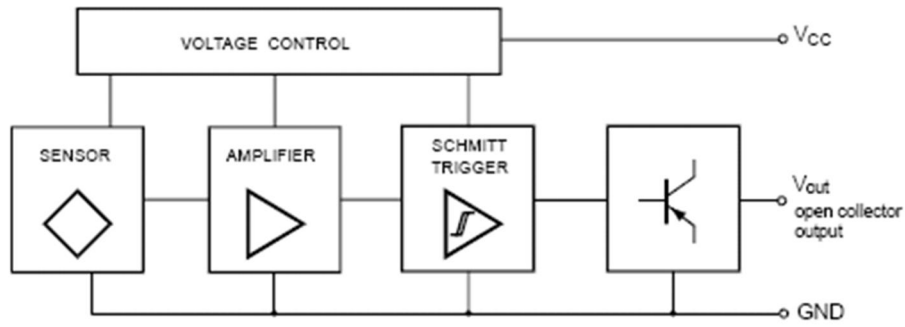 VOLTAGE CONTROL
VCC
SENSOR
AMPLIFIER
SCHMITT
TRIGGER
Vout
open collector
output
GND